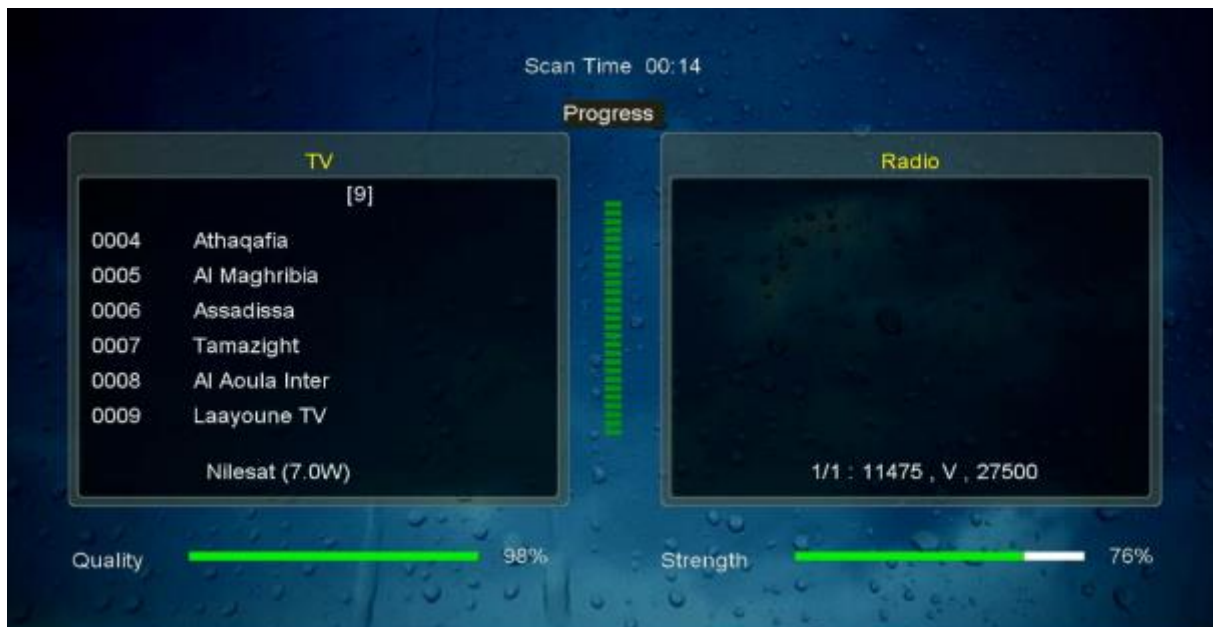 Scan Time 00:14
Progress
TV
[9]
0004 Athaqafia
0005 Al Maghribia
0006 Assadissa
0007 Tamazight
0008 Al Aoula Inter
0009 Laayoune TV
Nilesat (7.0W)
Radio
1/1 : 11475 , V , 27500
Quality 98%
Strength 76%